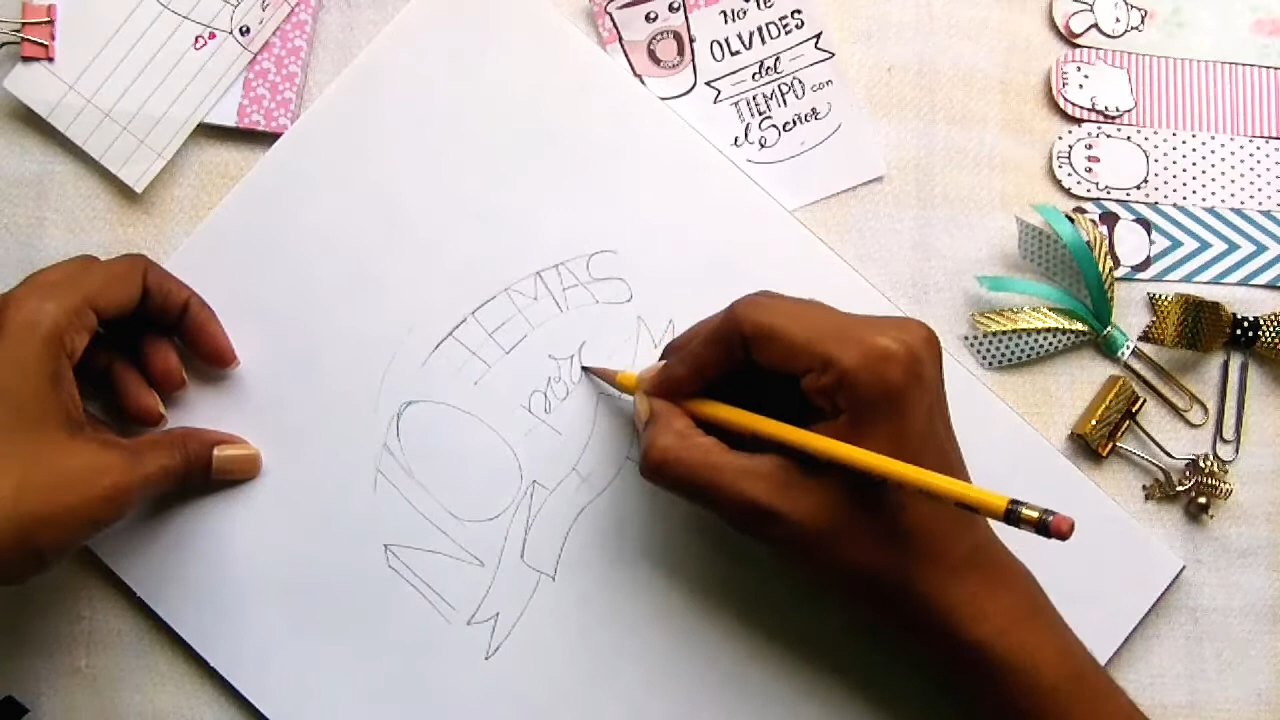 NO
TEMAS
por
NO TE
OLVIDES
del
TIEMPO con
el Señor